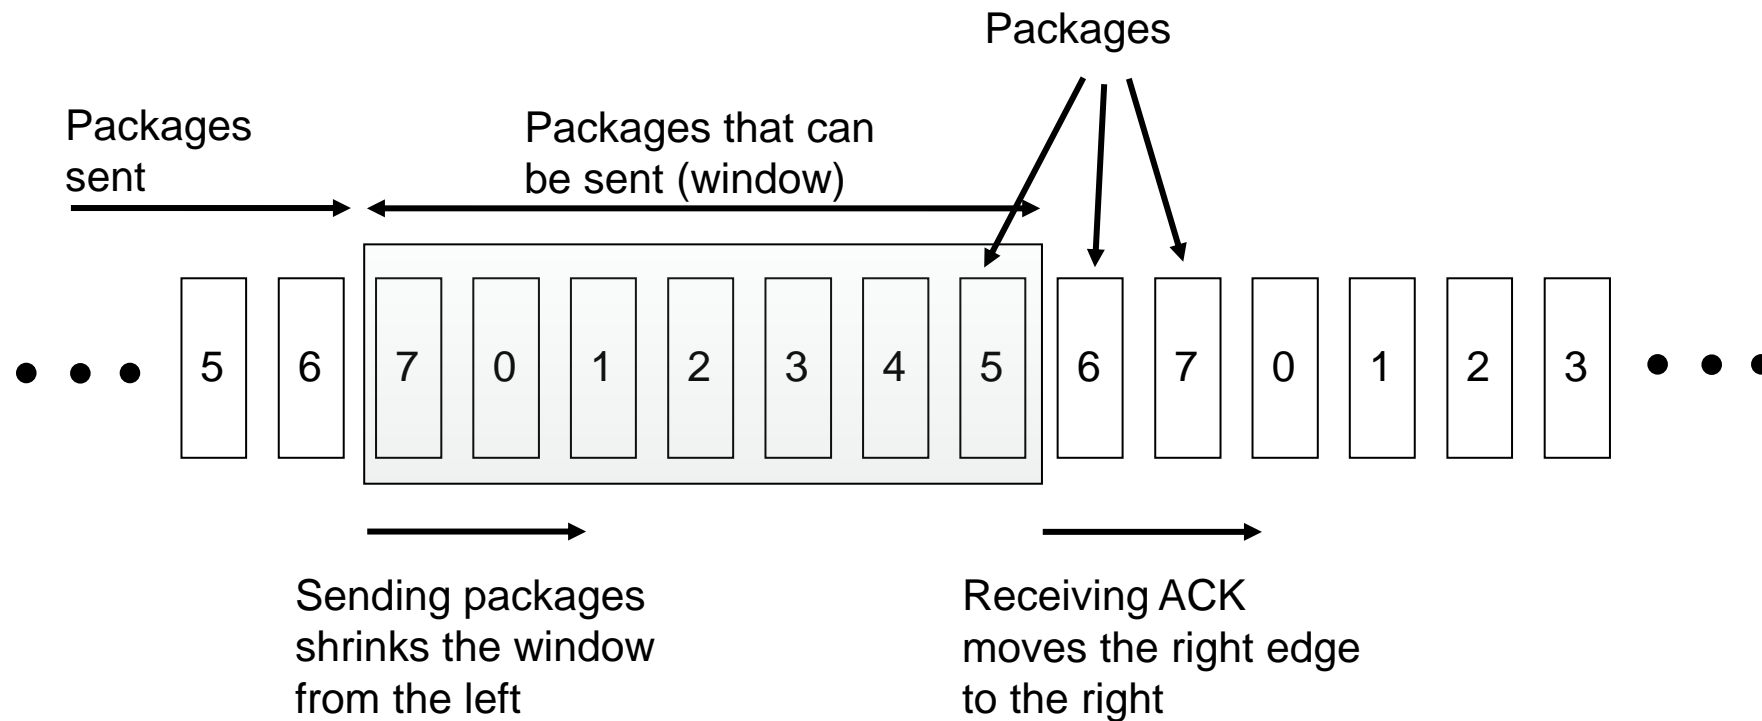 Packages
Packages
sent
Packages that can
be sent (window)
5 6 7 0 1 2 3 4 5 6 7 0 1 2 3
Sending packages
shrinks the window
from the left
Receiving ACK
moves the right edge
to the right